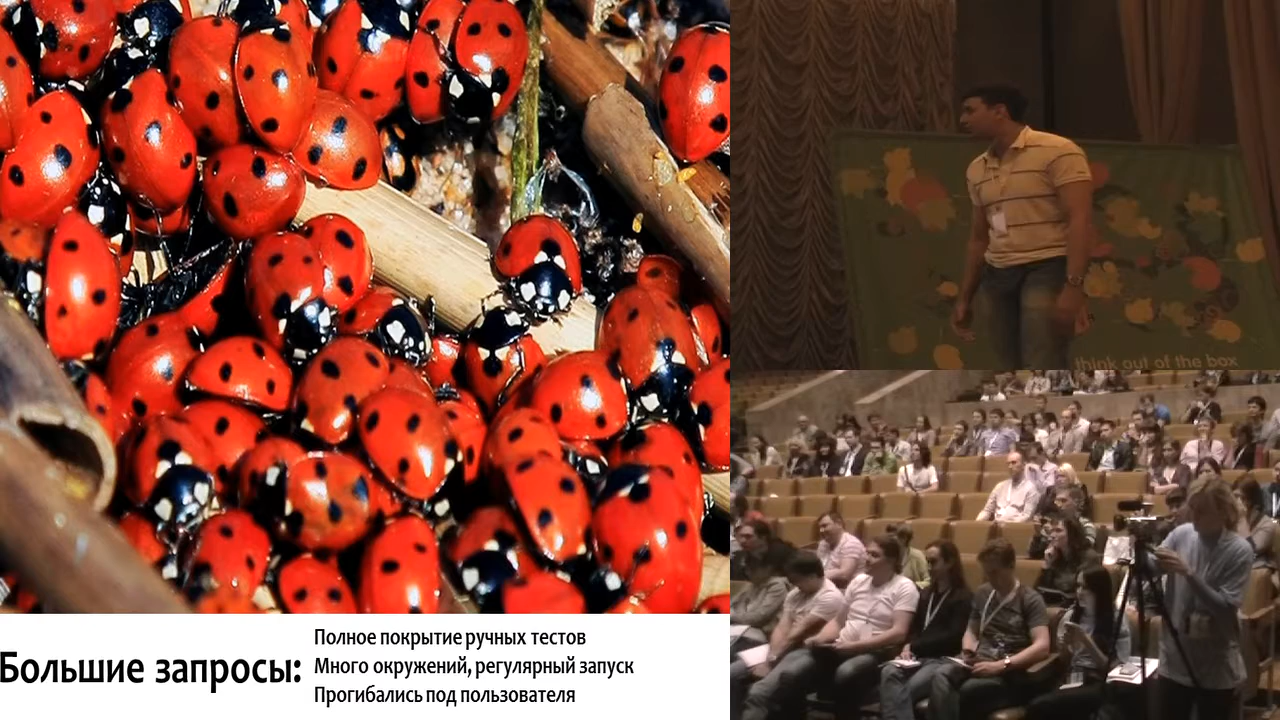 Большие запросы:
Полное покрытие ручных тестов
Много окружений, регулярный запуск
Прогибались под пользователя
think out of the box